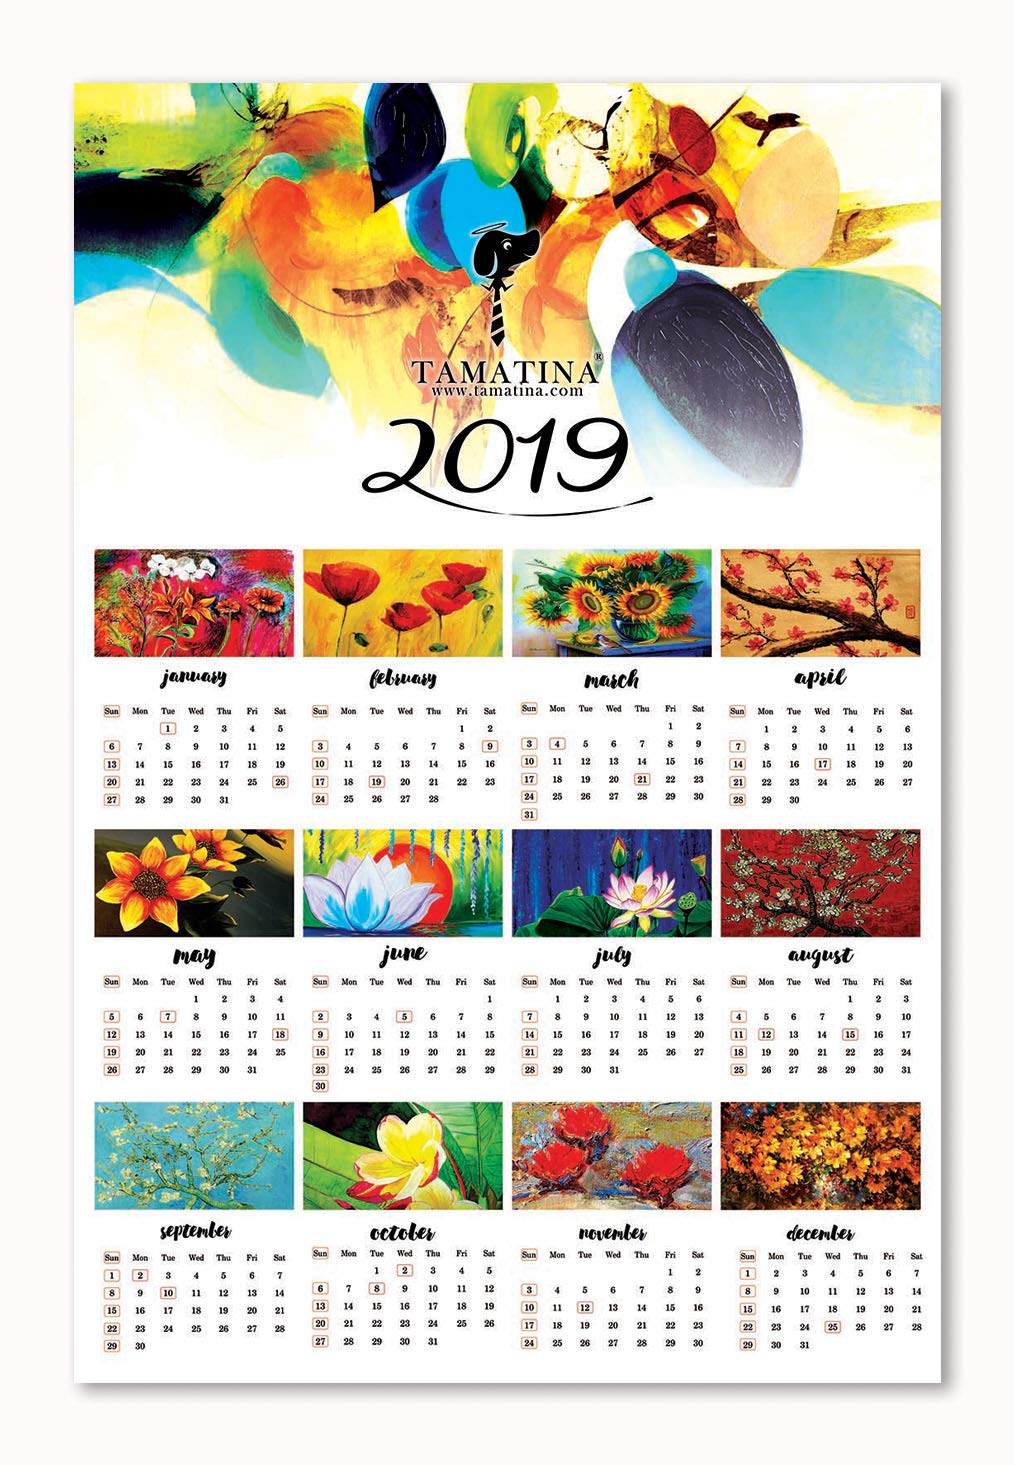 TAMATINA®
www.tamatina.com
2019
january february march april
Sun Mon Tue Wed Thu Fri Sat
1 2 3 4 5
6 7 8 9 10 11 12
13 14 15 16 17 18 19
20 21 22 23 24 25 26
27 28 29 30 31
Sun Mon Tue Wed Thu Fri Sat
1 2
3 4 5 6 7 8 9
10 11 12 13 14 15 16
17 18 19 20 21 22 23
24 25 26 27 28
Sun Mon Tue Wed Thu Fri Sat
1 2
3 4 5 6 7 8 9
10 11 12 13 14 15 16
17 18 19 20 21 22 23
24 25 26 27 28 29 30
31
Sun Mon Tue Wed Thu Fri Sat
1 2 3 4 5 6
7 8 9 10 11 12 13
14 15 16 17 18 19 20
21 22 23 24 25 26 27
28 29 30
may june july august
Sun Mon Tue Wed Thu Fri Sat
1 2 3 4
5 6 7 8 9 10 11
12 13 14 15 16 17 18
19 20 21 22 23 24 25
26 27 28 29 30 31
Sun Mon Tue Wed Thu Fri Sat
1
2 3 4 5 6 7 8
9 10 11 12 13 14 15
16 17 18 19 20 21 22
23 24 25 26 27 28 29
30
Sun Mon Tue Wed Thu Fri Sat
1 2 3 4 5 6
7 8 9 10 11 12 13
14 15 16 17 18 19 20
21 22 23 24 25 26 27
28 29 30 31
Sun Mon Tue Wed Thu Fri Sat
1 2 3
4 5 6 7 8 9 10
11 12 13 14 15 16 17
18 19 20 21 22 23 24
25 26 27 28 29 30 31
september october november december
Sun Mon Tue Wed Thu Fri Sat
1 2 3 4 5 6 7
8 9 10 11 12 13 14
15 16 17 18 19 20 21
22 23 24 25 26 27 28
29 30
Sun Mon Tue Wed Thu Fri Sat
1 2 3 4 5
6 7 8 9 10 11 12
13 14 15 16 17 18 19
20 21 22 23 24 25 26
27 28 29 30 31
Sun Mon Tue Wed Thu Fri Sat
1 2
3 4 5 6 7 8 9
10 11 12 13 14 15 16
17 18 19 20 21 22 23
24 25 26 27 28 29 30
Sun Mon Tue Wed Thu Fri Sat
1 2 3 4 5 6 7
8 9 10 11 12 13 14
15 16 17 18 19 20 21
22 23 24 25 26 27 28
29 30 31